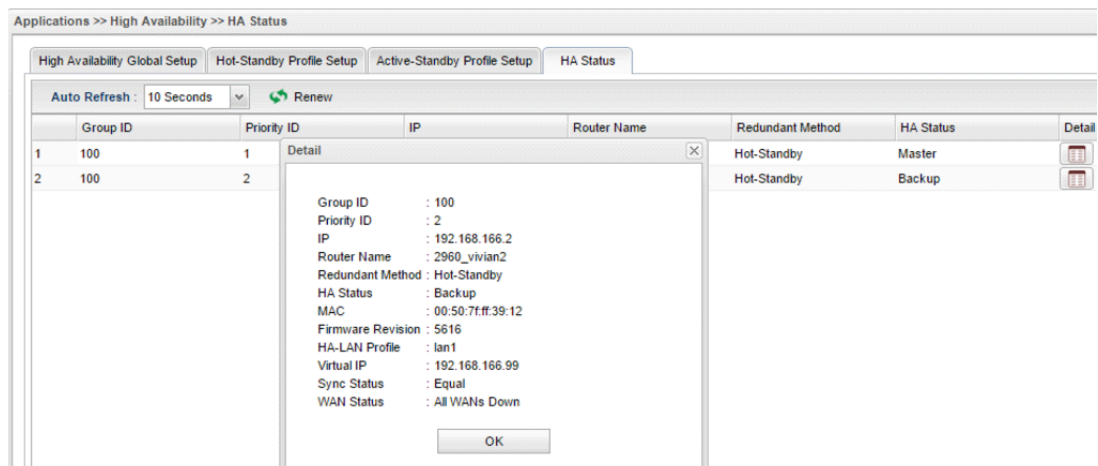 Applications >> High Availability >> HA Status
High Availability Global Setup Hot-Standby Profile Setup Active-Standby Profile Setup HA Status
Auto Refresh : 10 Seconds Renew
Group ID Priority ID IP Router Name Redundant Method HA Status Detail
1 100 1 Hot-Standby Master
2 100 2 Hot-Standby Backup
Detail
Group ID : 100
Priority ID : 2
IP : 192.168.166.2
Router Name : 2960_vivian2
Redundant Method : Hot-Standby
HA Status : Backup
MAC : 00:50:7f:ff:39:12
Firmware Revision : 5616
HA-LAN Profile : lan1
Virtual IP : 192.168.166.99
Sync Status : Equal
WAN Status : All WANs Down
OK